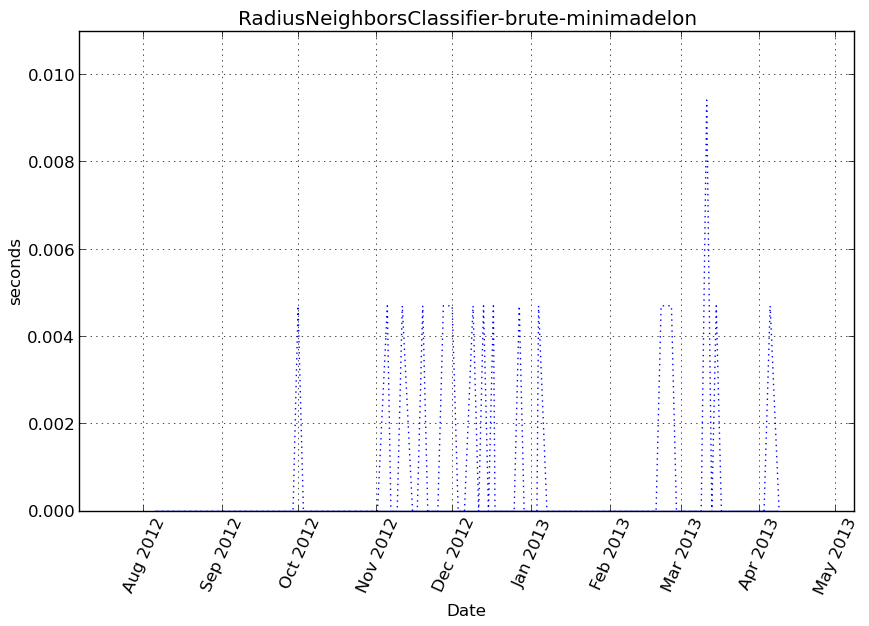 RadiusNeighborsClassifier-brute-minimadelon
0.010
0.008
0.006
0.004
0.002
0.000
seconds
Aug 2012
Sep 2012
Oct 2012
Nov 2012
Dec 2012
Jan 2013
Feb 2013
Mar 2013
Apr 2013
May 2013
Date